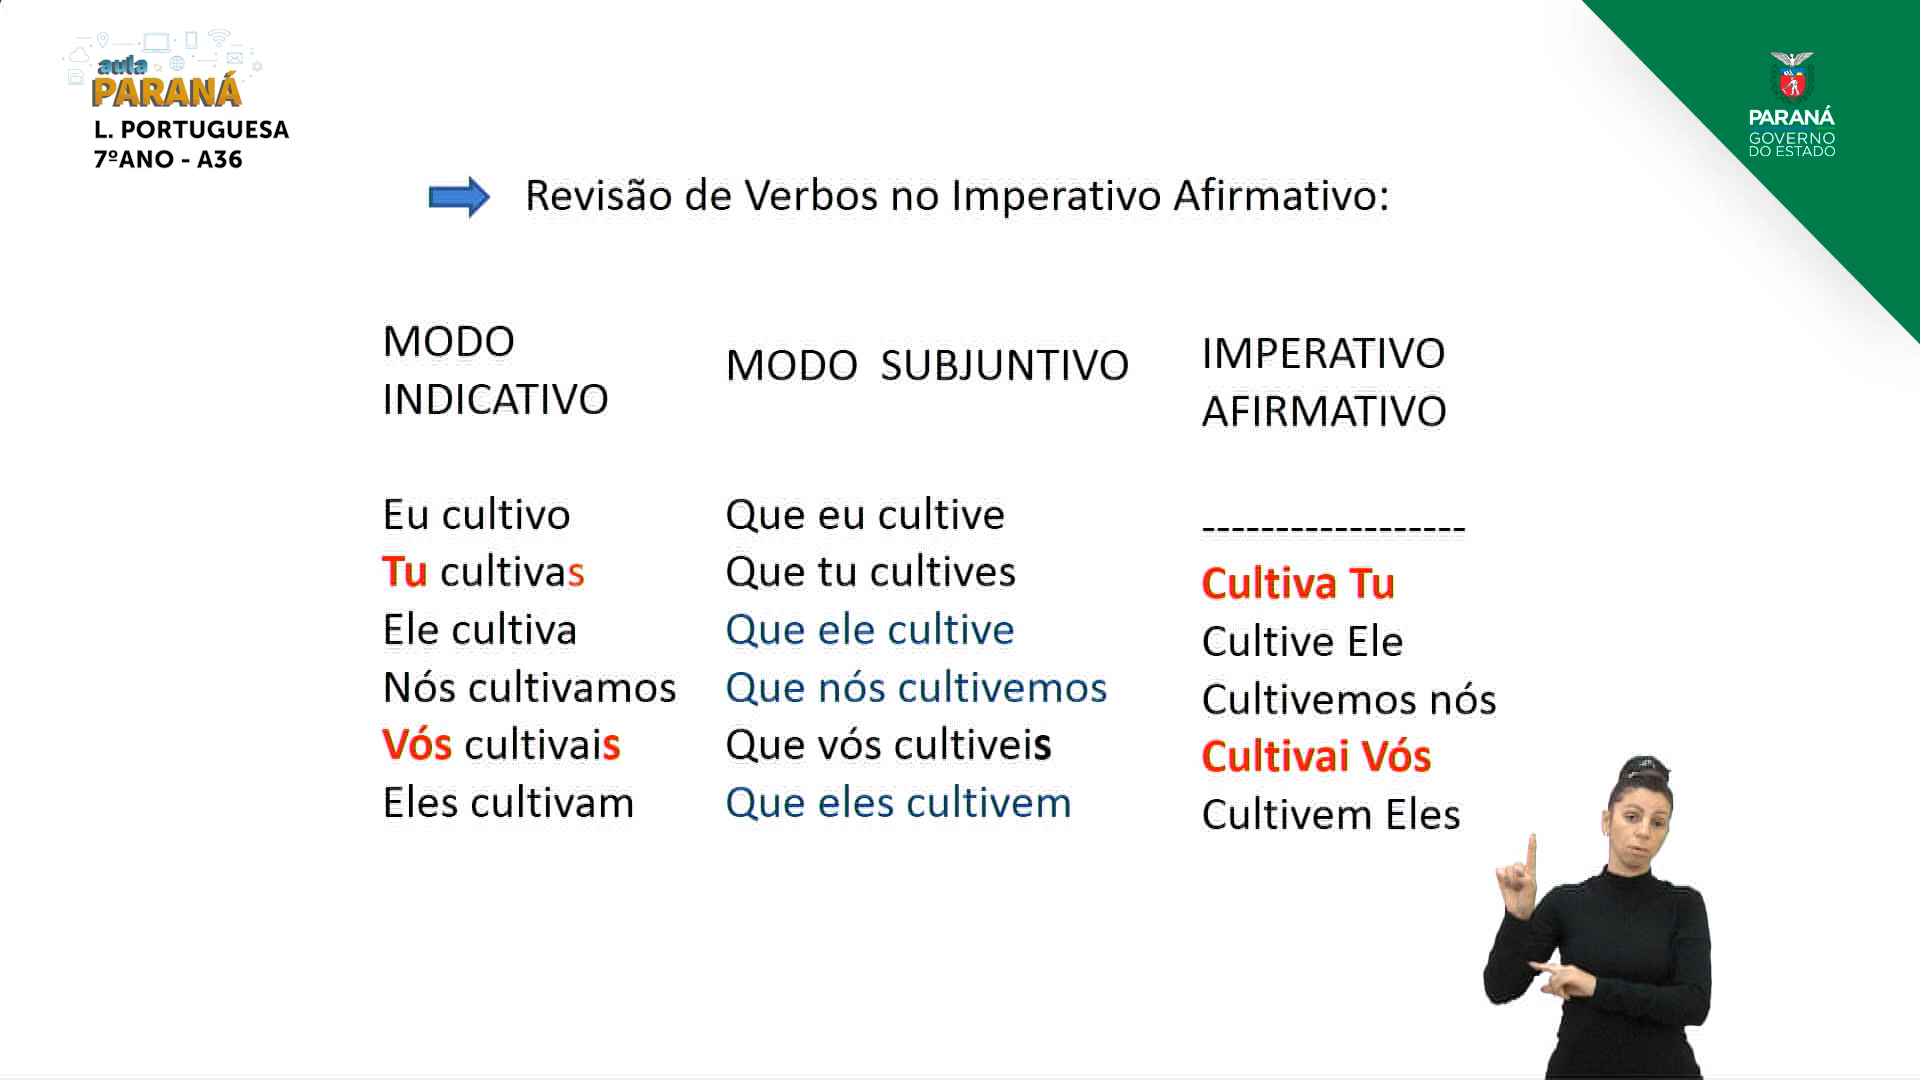 aula
PARANÁ
L. PORTUGUESA
7ºANO - A36
PARANÁ
GOVERNO
DO ESTADO
Revisão de Verbos no Imperativo Afirmativo:
MODO
INDICATIVO
Eu cultivo
Tu cultivas
Ele cultiva
Nós cultivamos
Vós cultivais
Eles cultivam
MODO SUBJUNTIVO
Que eu cultive
Que tu cultives
Que ele cultive
Que nós cultivemos
Que vós cultiveis
Que eles cultivem
IMPERATIVO
AFIRMATIVO
------------------
Cultiva Tu
Cultive Ele
Cultivemos nós
Cultivai Vós
Cultivem Eles